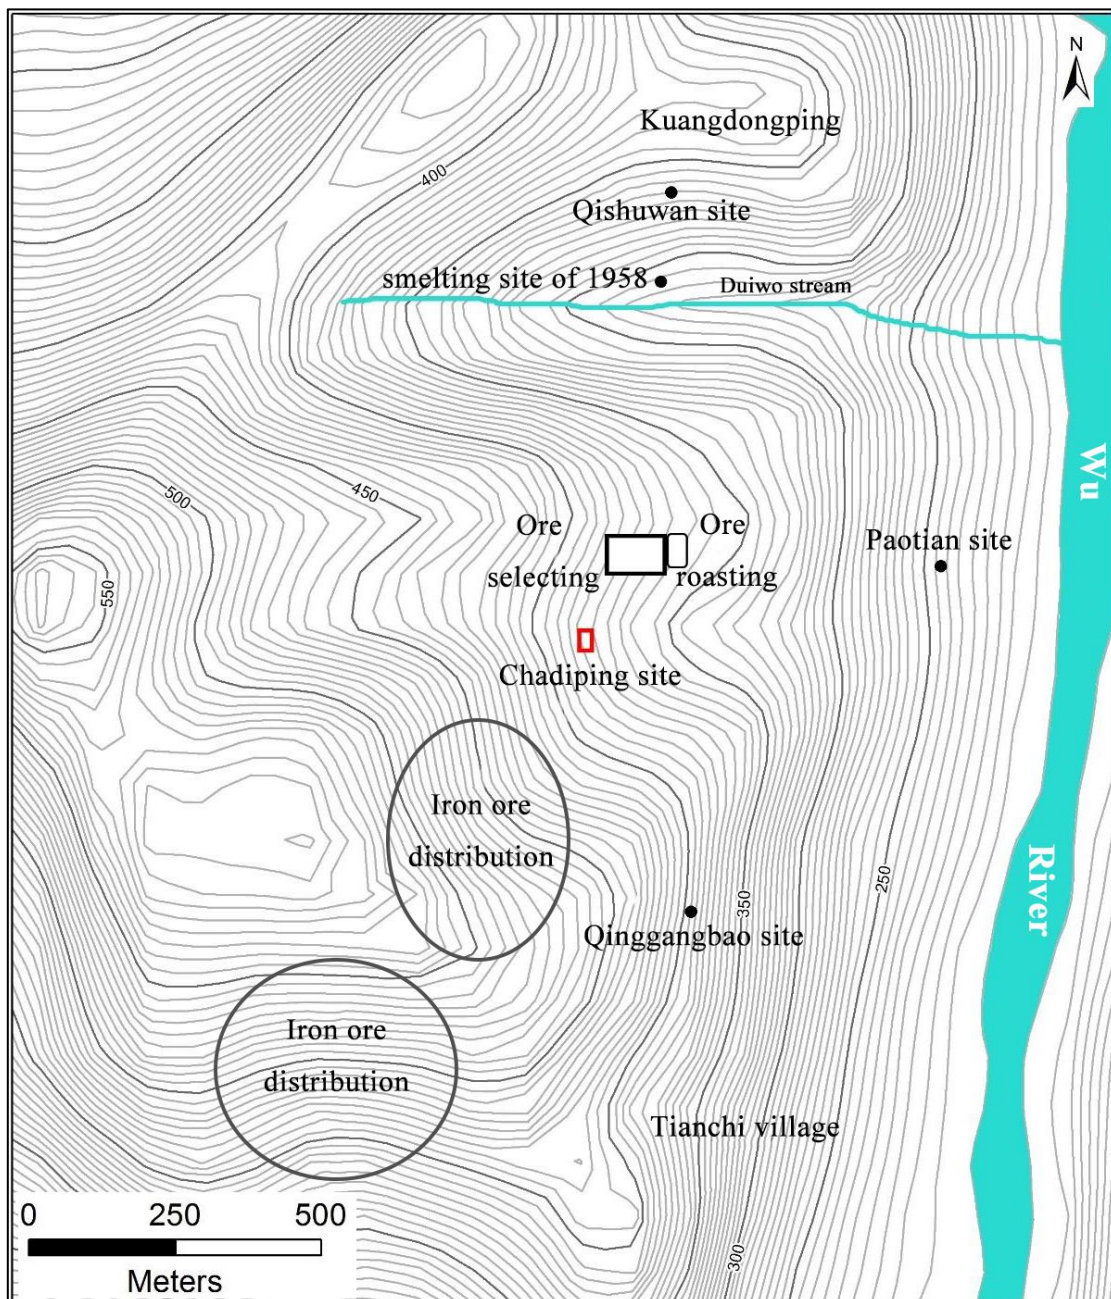 N
Kuangdongping
400
Qishuwan site
smelting site of 1958
Duiwo stream
Wu
500
450
Ore
Ore
selecting
roasting
Paotian site
550
Chadiping site
Iron ore
distribution
River
250
350
Qinggangbao site
Iron ore
distribution
Tianchi village
300
0 250 500
Meters